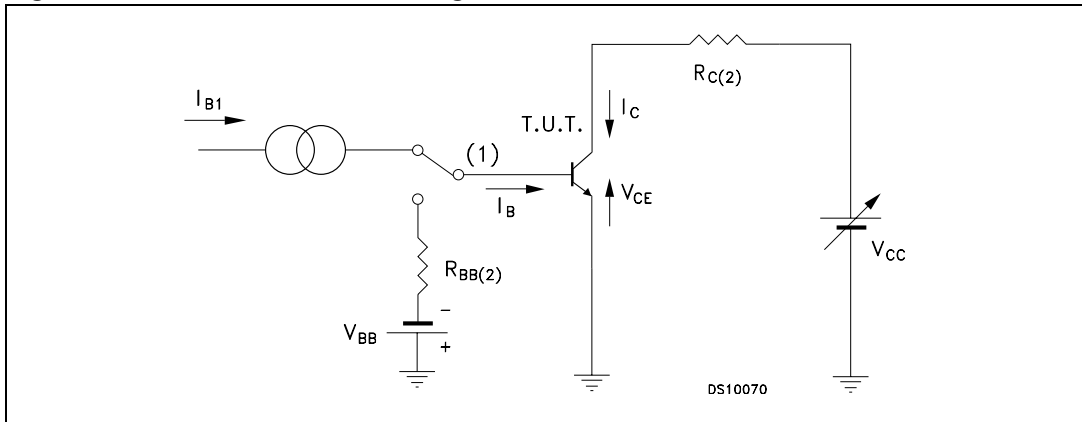 R_C(2)
I_B1
I_C
T.U.T.
(1)
V_CE
I_B
V_CC
R_BB(2)
-
V_BB
+
DS10070